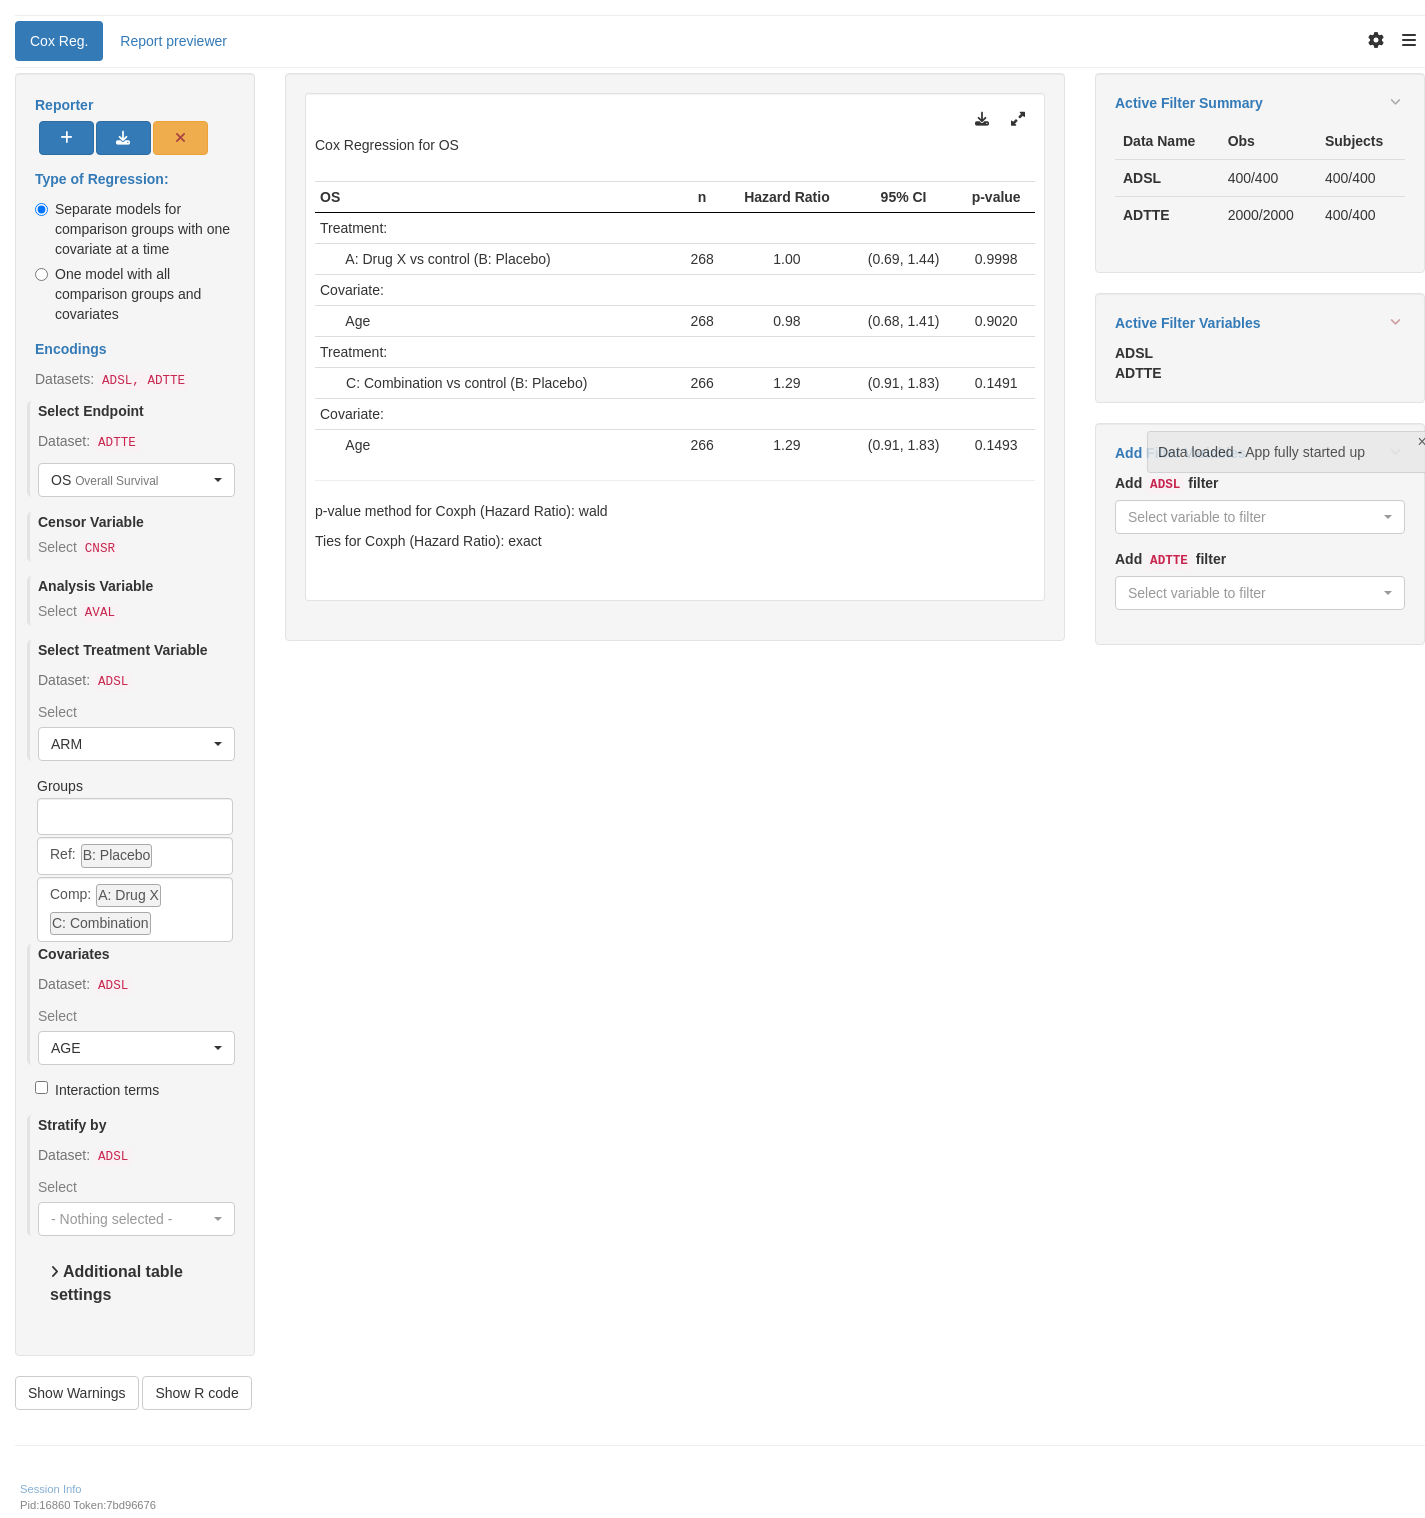 Cox Reg. Report previewer
Reporter
Type of Regression:
Separate models for
comparison groups with one
covariate at a time
One model with all
comparison groups and
covariates
Encodings
Datasets: ADSL, ADTTE
Select Endpoint
Dataset: ADTTE
OS Overall Survival
Censor Variable
Select CNSR
Analysis Variable
Select AVAL
Select Treatment Variable
Dataset: ADSL
Select
ARM
Groups
Ref: B: Placebo
Comp: A: Drug X
C: Combination
Covariates
Dataset: ADSL
Select
AGE
Interaction terms
Stratify by
Dataset: ADSL
Select
- Nothing selected -
Additional table
settings
Show Warnings Show R code
Cox Regression for OS
OS n Hazard Ratio 95% CI p-value
Treatment:
A: Drug X vs control (B: Placebo) 268 1.00 (0.69, 1.44) 0.9998
Covariate:
Age 268 0.98 (0.68, 1.41) 0.9020
Treatment:
C: Combination vs control (B: Placebo) 266 1.29 (0.91, 1.83) 0.1491
Covariate:
Age 266 1.29 (0.91, 1.83) 0.1493
p-value method for Coxph (Hazard Ratio): wald
Ties for Coxph (Hazard Ratio): exact
Active Filter Summary
Data Name Obs Subjects
ADSL 400/400 400/400
ADTTE 2000/2000 400/400
Active Filter Variables
ADSL
ADTTE
Add
Data loaded - App fully started up ×
Add ADSL filter
Select variable to filter
Add ADTTE filter
Select variable to filter
Session Info
Pid:16860 Token:7bd96676